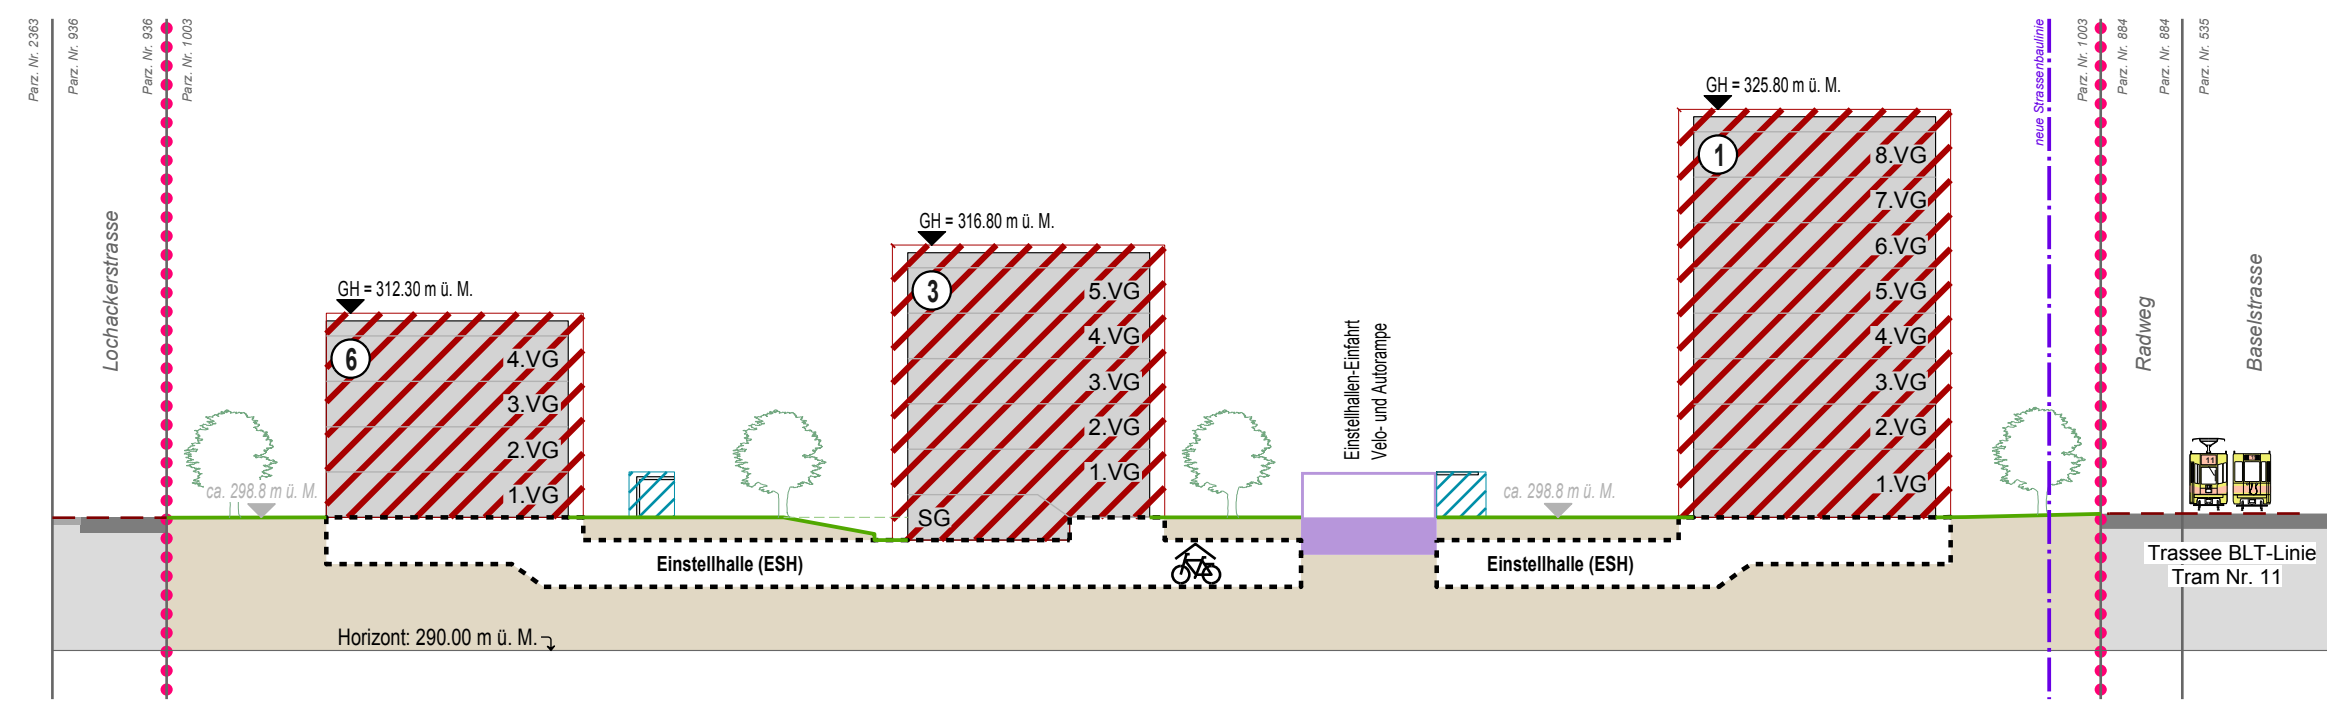 Parz. Nr. 2363
Parz. Nr. 936
Parz. Nr. 936
Parz. Nr. 1003
neue Strassenbaulinie
Parz. Nr. 1003
Parz. Nr. 884
Parz. Nr. 884
Parz. Nr. 535
Lochackerstrasse
GH = 312.30 m ü. M.
6
4.VG
3.VG
2.VG
1.VG
ca. 298.8 m ü. M.
GH = 316.80 m ü. M.
3
5.VG
4.VG
3.VG
2.VG
1.VG
SG
Einstellhallen-Einfahrt
Velo- und Autorampe
ca. 298.8 m ü. M.
GH = 325.80 m ü. M.
1
8.VG
7.VG
6.VG
5.VG
4.VG
3.VG
2.VG
1.VG
Radweg
Baselstrasse
11
Einstellhalle (ESH)
Einstellhalle (ESH)
Trassee BLT-Linie
Tram Nr. 11
Horizont: 290.00 m ü. M.